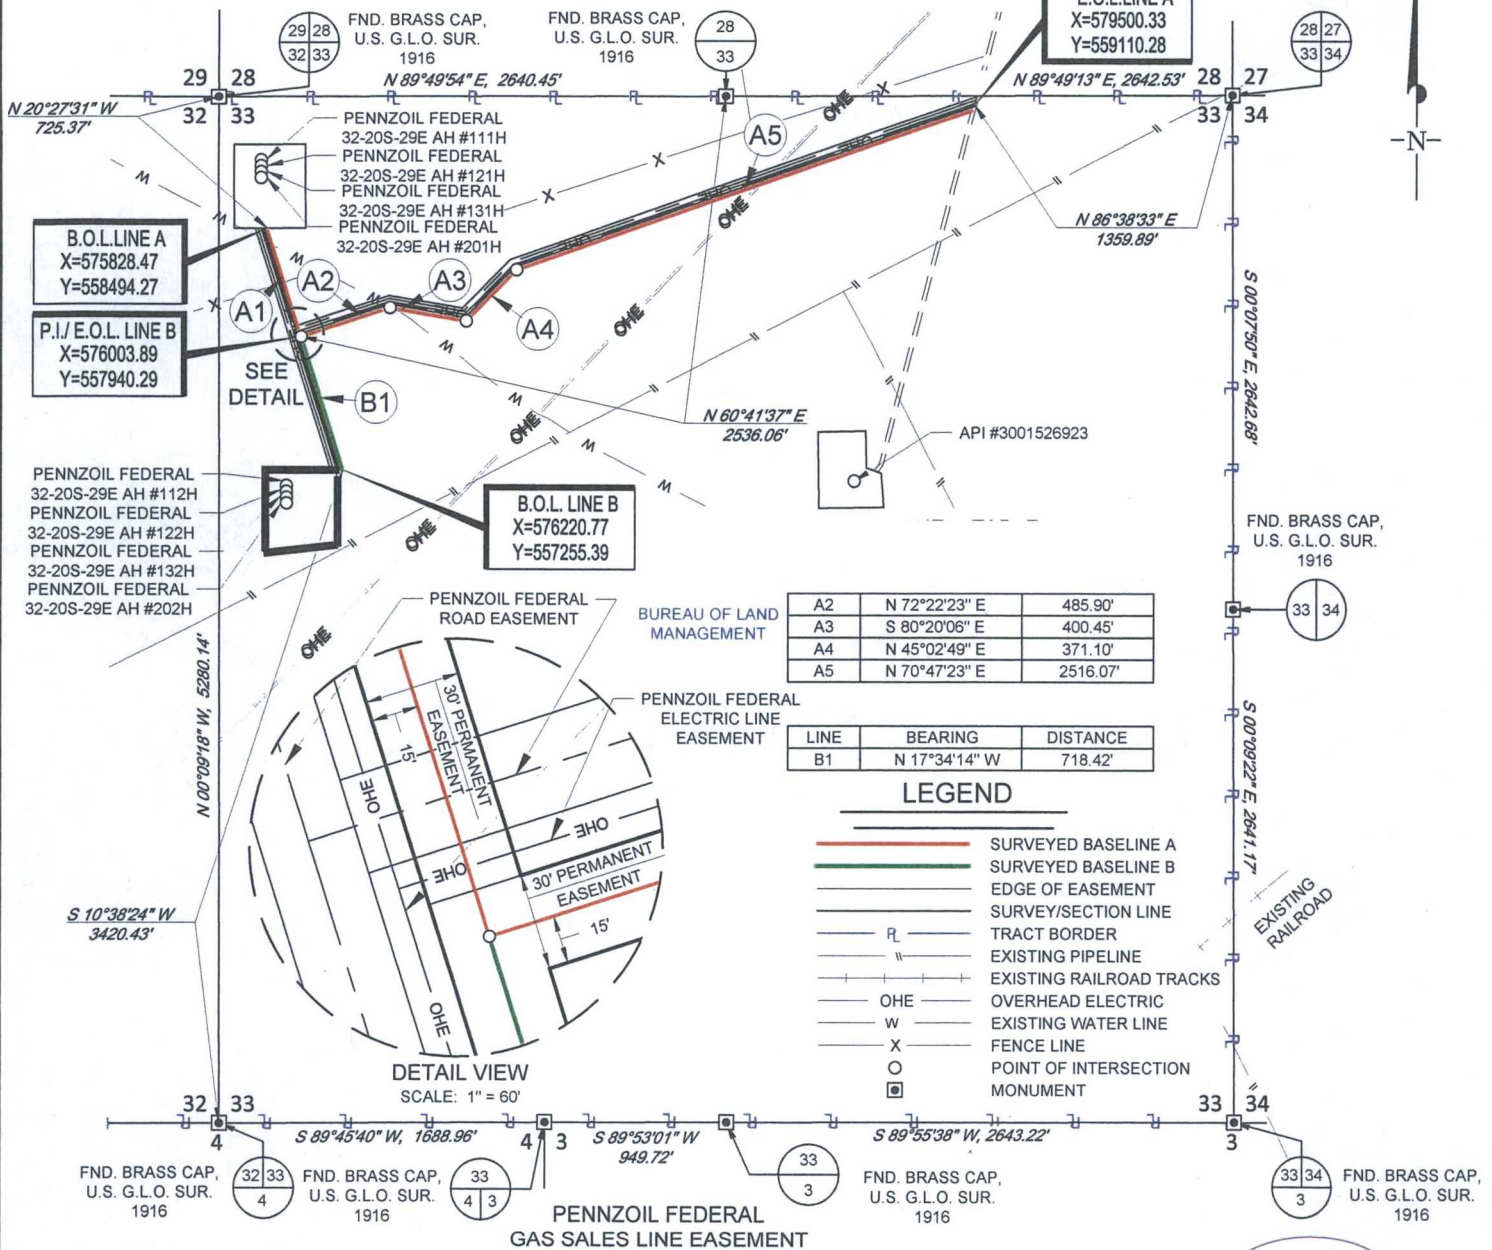 E.O.L.LINE A
X=579500.33
Y=559110.28
29 28
32 33
FND. BRASS CAP,
U.S. G.L.O. SUR.
1916
FND. BRASS CAP,
U.S. G.L.O. SUR.
1916
28
33
28 27
33 34
N 89°49'54" E, 2640.45'
N 89°49'13" E, 2642.53'
29 28
32 33
28 27
33 34
N 20°27'31" W
725.37'
-N-
PENNZOIL FEDERAL
32-20S-29E AH #111H
PENNZOIL FEDERAL
32-20S-29E AH #121H
PENNZOIL FEDERAL
32-20S-29E AH #131H
PENNZOIL FEDERAL
32-20S-29E AH #201H
A5
OHE
OHE
OHE
OHE
OHE
OHE
OHE
N 86°38'33" E
1359.89'
B.O.L.LINE A
X=575828.47
Y=558494.27
A1
A2
A3
A4
P.I./ E.O.L. LINE B
X=576003.89
Y=557940.29
SEE
DETAIL
B1
N 60°41'37" E
2536.06'
API #3001526923
S 00°07'50" E, 2642.68'
PENNZOIL FEDERAL
32-20S-29E AH #112H
PENNZOIL FEDERAL
32-20S-29E AH #122H
PENNZOIL FEDERAL
32-20S-29E AH #132H
PENNZOIL FEDERAL
32-20S-29E AH #202H
B.O.L. LINE B
X=576220.77
Y=557255.39
FND. BRASS CAP,
U.S. G.L.O. SUR.
1916
33 34
PENNZOIL FEDERAL
ROAD EASEMENT
BUREAU OF LAND
MANAGEMENT
A2 N 72°22'23" E 485.90'
A3 S 80°20'06" E 400.45'
A4 N 45°02'49" E 371.10'
A5 N 70°47'23" E 2516.07'
N 00°09'18" W, 5280.14'
PENNZOIL FEDERAL
ELECTRIC LINE
EASEMENT
LINE BEARING DISTANCE
B1 N 17°34'14" W 718.42'
30' PERMANENT
EASEMENT
15'
OHE
OHE
OHE
OHE
30' PERMANENT
EASEMENT
15'
S 00°09'22" E, 2641.17'
LEGEND
SURVEYED BASELINE A
SURVEYED BASELINE B
EDGE OF EASEMENT
SURVEY/SECTION LINE
TRACT BORDER
EXISTING PIPELINE
EXISTING RAILROAD TRACKS
OHE OVERHEAD ELECTRIC
W EXISTING WATER LINE
X FENCE LINE
POINT OF INTERSECTION
MONUMENT
EXISTING
RAILROAD
S 10°38'24" W
3420.43'
DETAIL VIEW
SCALE: 1" = 60'
32 33
4
4 3
33 34
3
S 89°45'40" W, 1688.96'
S 89°53'01" W
949.72'
S 89°55'38" W, 2643.22'
FND. BRASS CAP,
U.S. G.L.O. SUR.
1916
32 33
4
FND. BRASS CAP,
U.S. G.L.O. SUR.
1916
33
4 3
33
3
FND. BRASS CAP,
U.S. G.L.O. SUR.
1916
33 34
3
FND. BRASS CAP,
U.S. G.L.O. SUR.
1916
PENNZOIL FEDERAL
GAS SALES LINE EASEMENT